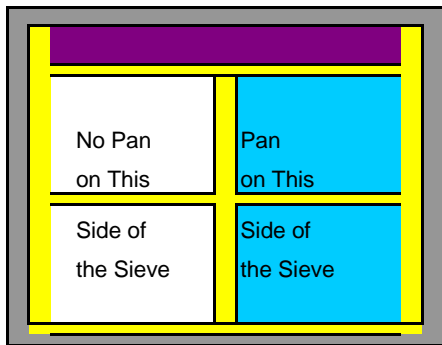 No Pan
on This
Side of
the Sieve
Pan
on This
Side of
the Sieve